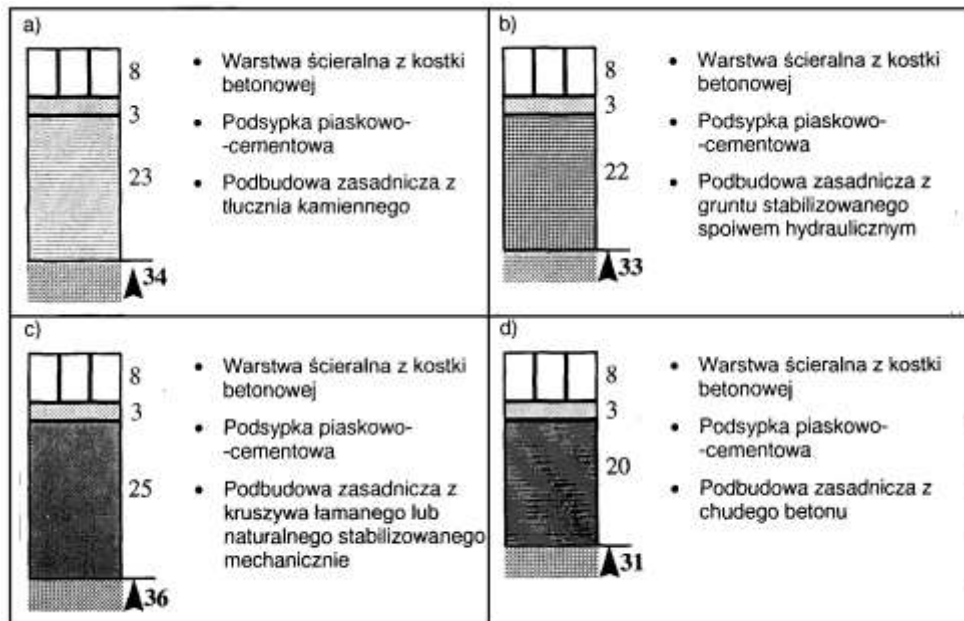 a)
8
3
23
34
• Warstwa ścieralna z kostki
betonowej
• Podsypka piaskowo-
-cementowa
• Podbudowa zasadnicza z
tłucznia kamiennego
b)
8
3
22
33
• Warstwa ścieralna z kostki
betonowej
• Podsypka piaskowo-
-cementowa
• Podbudowa zasadnicza z
gruntu stabilizowanego
spoiwem hydraulicznym
c)
8
3
25
36
• Warstwa ścieralna z kostki
betonowej
• Podsypka piaskowo-
-cementowa
• Podbudowa zasadnicza z
kruszywa łamanego lub
naturalnego stabilizowanego
mechanicznie
d)
8
3
20
31
• Warstwa ścieralna z kostki
betonowej
• Podsypka piaskowo-
-cementowa
• Podbudowa zasadnicza z
chudego betonu